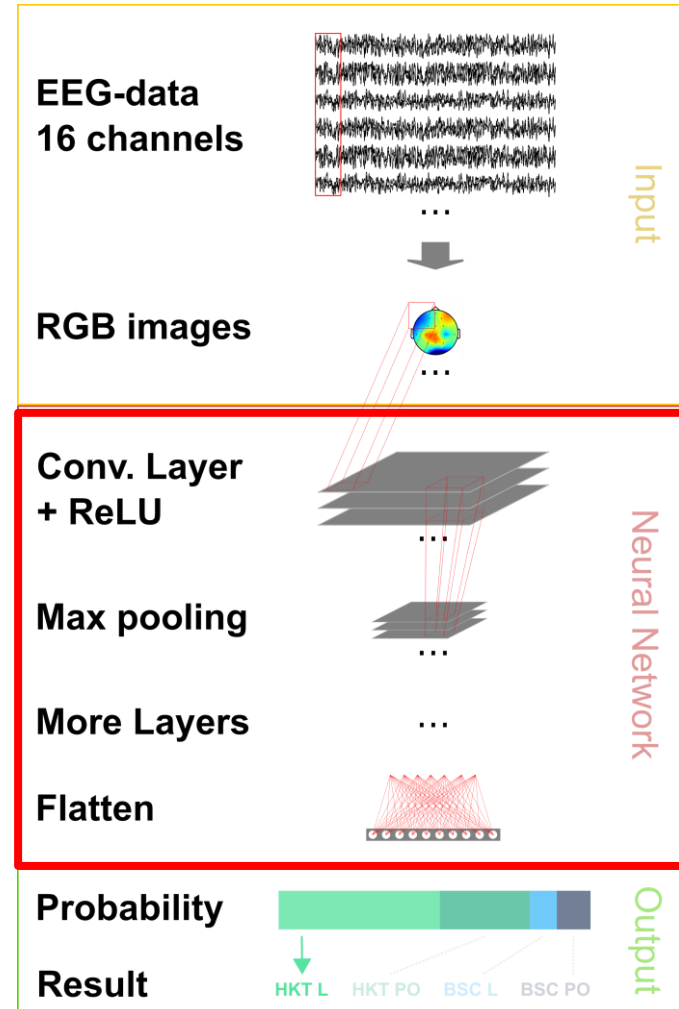 EEG-data
16 channels
...
Input
RGB images
...
Conv. Layer
+ ReLU
...
Neural Network
Max pooling
...
More Layers
...
Flatten
Probability
Output
Result
HKT L HKT PO BSC L BSC PO